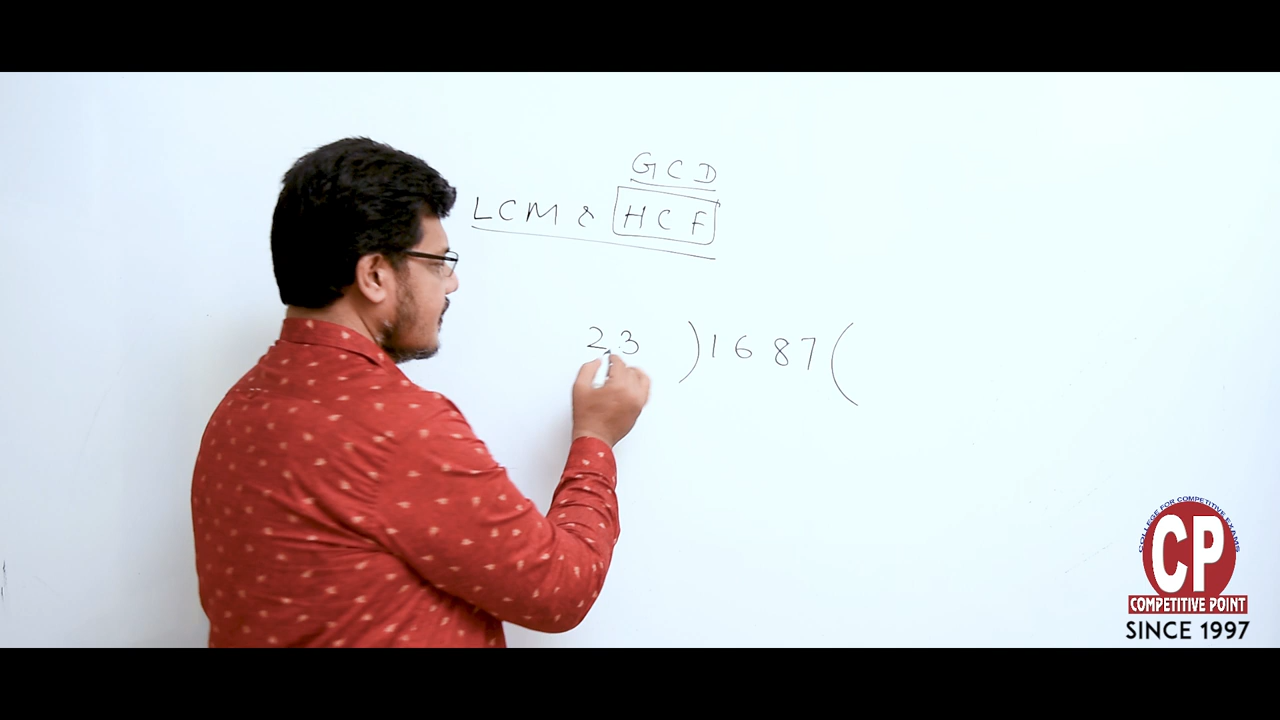 GCD
LCM & HCF
23 ) 1687 (
COLLEGE FOR COMPETITIVE EXAMS
CP
COMPETITIVE POINT
SINCE 1997